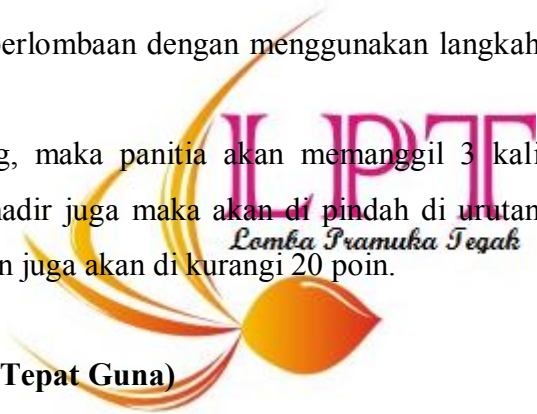 perlombaan dengan menggunakan langkah
g, maka panitia akan memanggil 3 kali
hadir juga maka akan di pindah di urutan
n juga akan di kurangi 20 poin.
LPT
Lomba Pramuka Tegak
Tepat Guna)